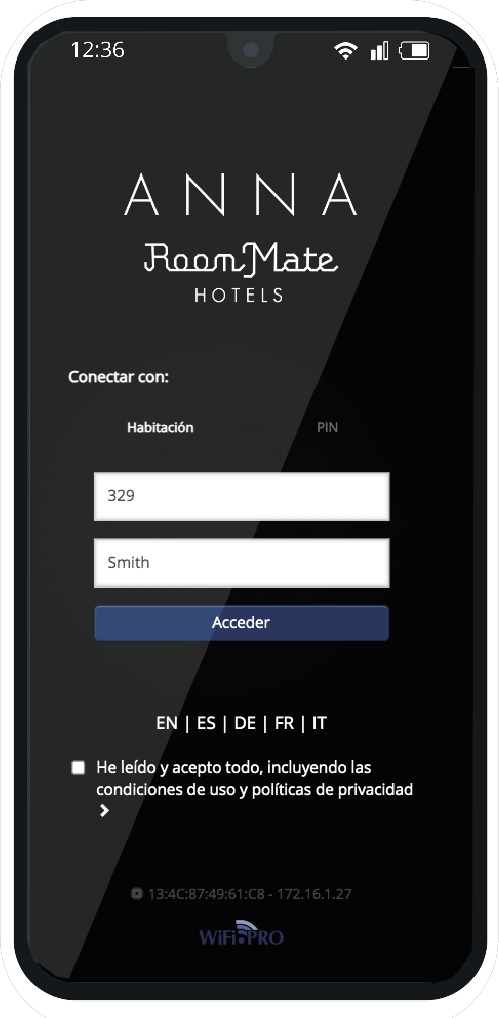 12:36
ANNA
Room Mate
HOTELS
Conectar con:
Habitación PIN
329
Smith
Acceder
EN | ES | DE | FR | IT
He leído y acepto todo, incluyendo las
condiciones de uso y políticas de privacidad
13:4C:87:49:61:C8 - 172.16.1.27
WiFiPRO